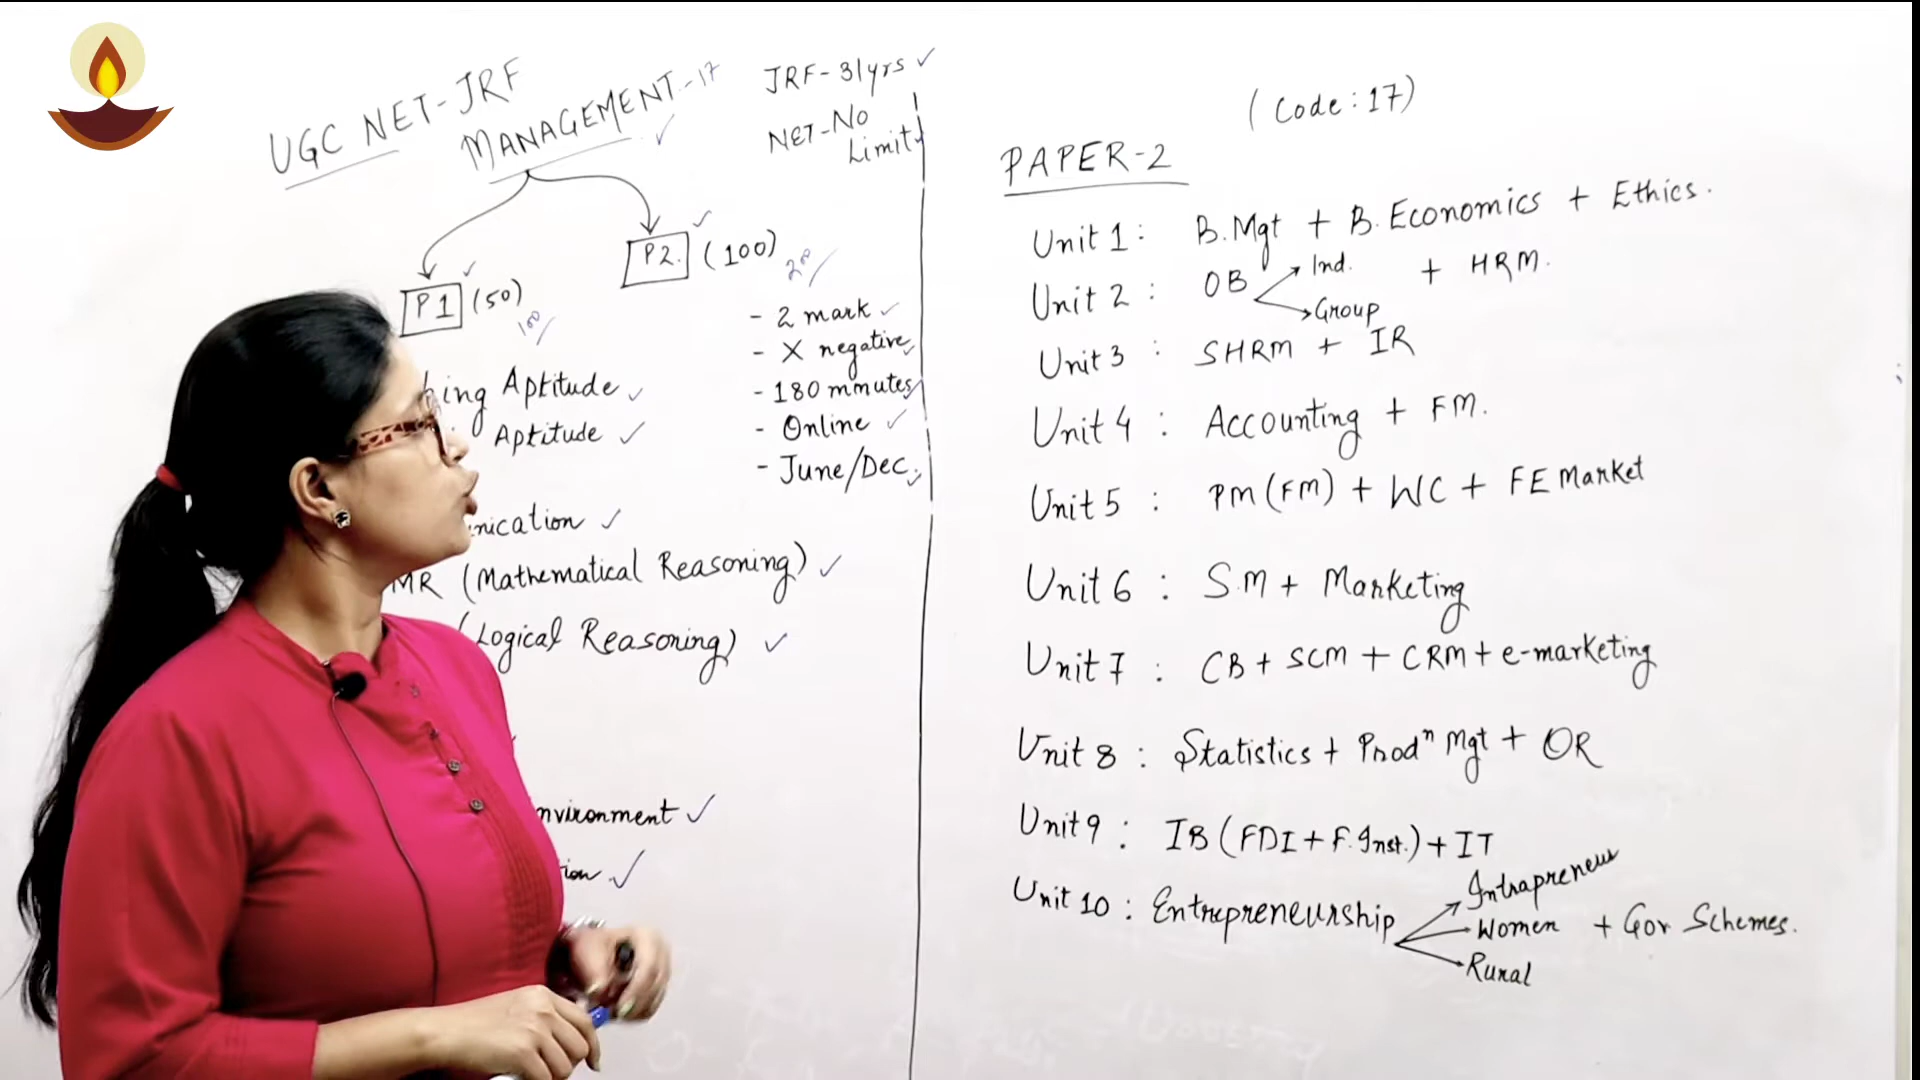 UGC NET-JRF
MANAGEMENT-17
JRF-31yrs ✓
NET-No
Limit
P1 (50)
100/
P2. (100)
200/
- 2 mark ✓
- X negative ✓
- 180 minutes ✓
- Online ✓
- June/Dec. ✓
hing Aptitude ✓
Aptitude ✓
nication ✓
MR (Mathematical Reasoning) ✓
(Logical Reasoning) ✓
nvironment ✓
tion ✓
(Code: 17)
PAPER-2
Unit 1: B.Mgt + B.Economics + Ethics.
Unit 2: OB Ind. + HRM.
Group
Unit 3: SHRM + IR
Unit 4: Accounting + FM.
Unit 5: PM(FM) + WC + FE Market
Unit 6: S.M + Marketing
Unit 7: CB + SCM + CRM + e-marketing
Unit 8: Statistics + Prodⁿ Mgt + OR
Unit 9: IB (FDI + F.Inst.) + IT
Intrapreneur
Unit 10: Entrepreneurship Women + Gov Schemes.
Rural